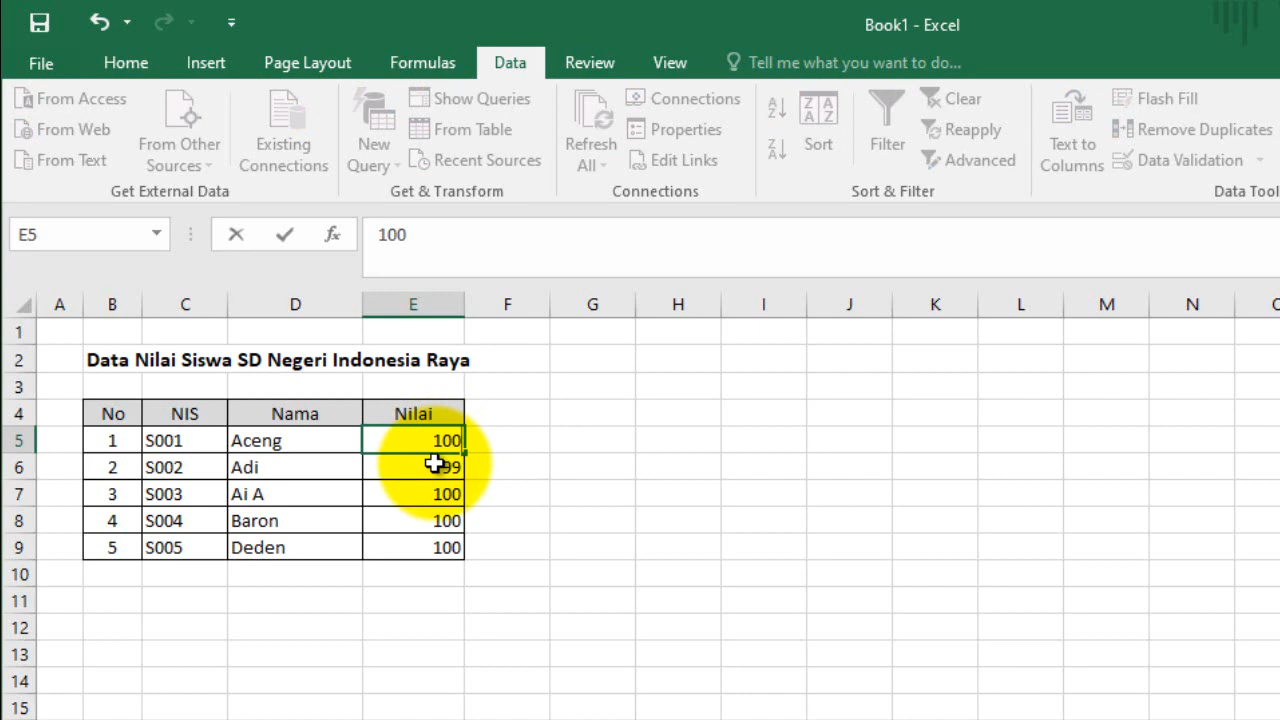 Book1 - Excel
File Home Insert Page Layout Formulas Data Review View Tell me what you want to do...
From Access
From Web
From Text
From Other Sources
Existing Connections
Get External Data
New Query
Show Queries
From Table
Recent Sources
Get & Transform
Refresh All
Connections
Properties
Edit Links
Connections
Sort
Filter
Clear
Reapply
Advanced
Sort & Filter
Text to Columns
Flash Fill
Remove Duplicates
Data Validation
Data Tool
E5 fx 100
A B C D E F G H I J K L M N
1
2 Data Nilai Siswa SD Negeri Indonesia Raya
3
4 No NIS Nama Nilai
5 1 S001 Aceng 100
6 2 S002 Adi 99
7 3 S003 Ai A 100
8 4 S004 Baron 100
9 5 S005 Deden 100
10
11
12
13
14
15